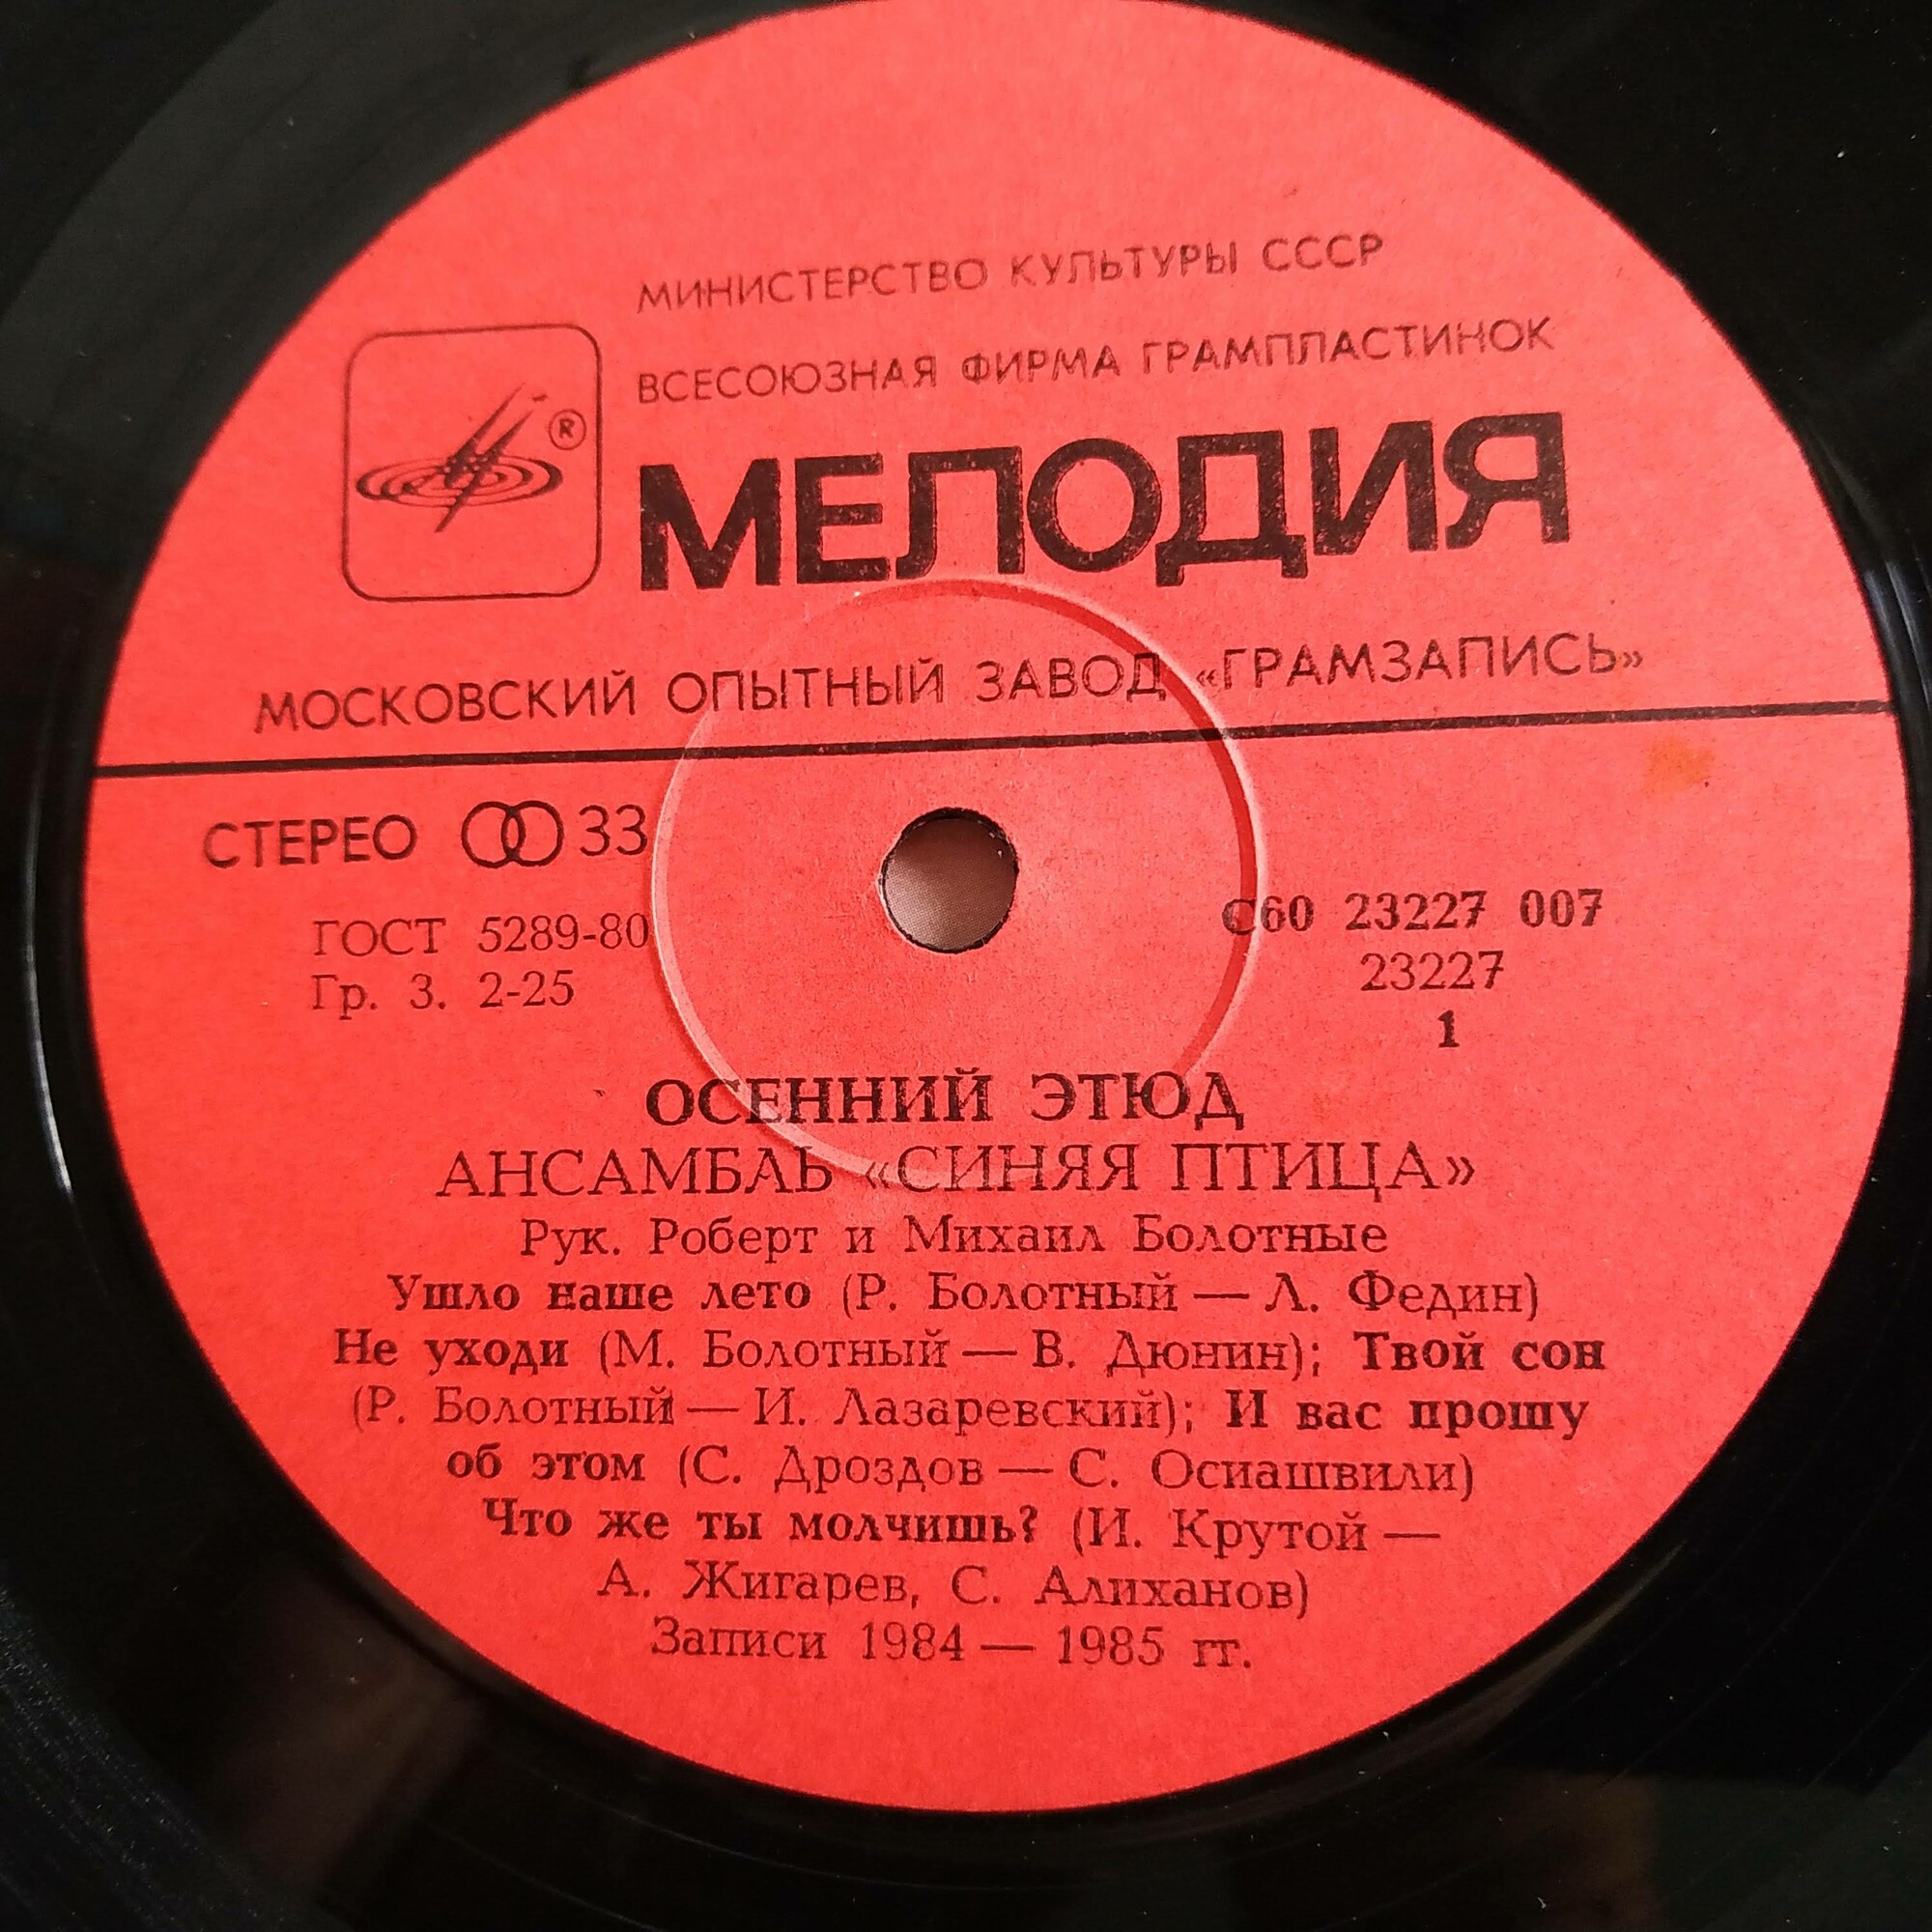 МИНИСТЕРСТВО КУЛЬТУРЫ СССР
ВСЕСОЮЗНАЯ ФИРМА ГРАМПЛАСТИНОК
®
МЕЛОДИЯ
МОСКОВСКИЙ ОПЫТНЫЙ ЗАВОД «ГРАМЗАПИСЬ»
СТЕРЕО 33
ГОСТ 5289-80
Гр. 3. 2-25
С60 23227 007
23227
1
ОСЕННИЙ ЭТЮД
АНСАМБЛЬ «СИНЯЯ ПТИЦА»
Рук. Роберт и Михаил Болотные
Ушло наше лето (Р. Болотный — Л. Федин)
Не уходи (М. Болотный — В. Дюнин); Твой сон
(Р. Болотный — И. Лазаревский); И вас прошу
об этом (С. Дроздов — С. Осиашвили)
Что же ты молчишь? (И. Крутой —
А. Жигарев, С. Алиханов)
Записи 1984 — 1985 гг.